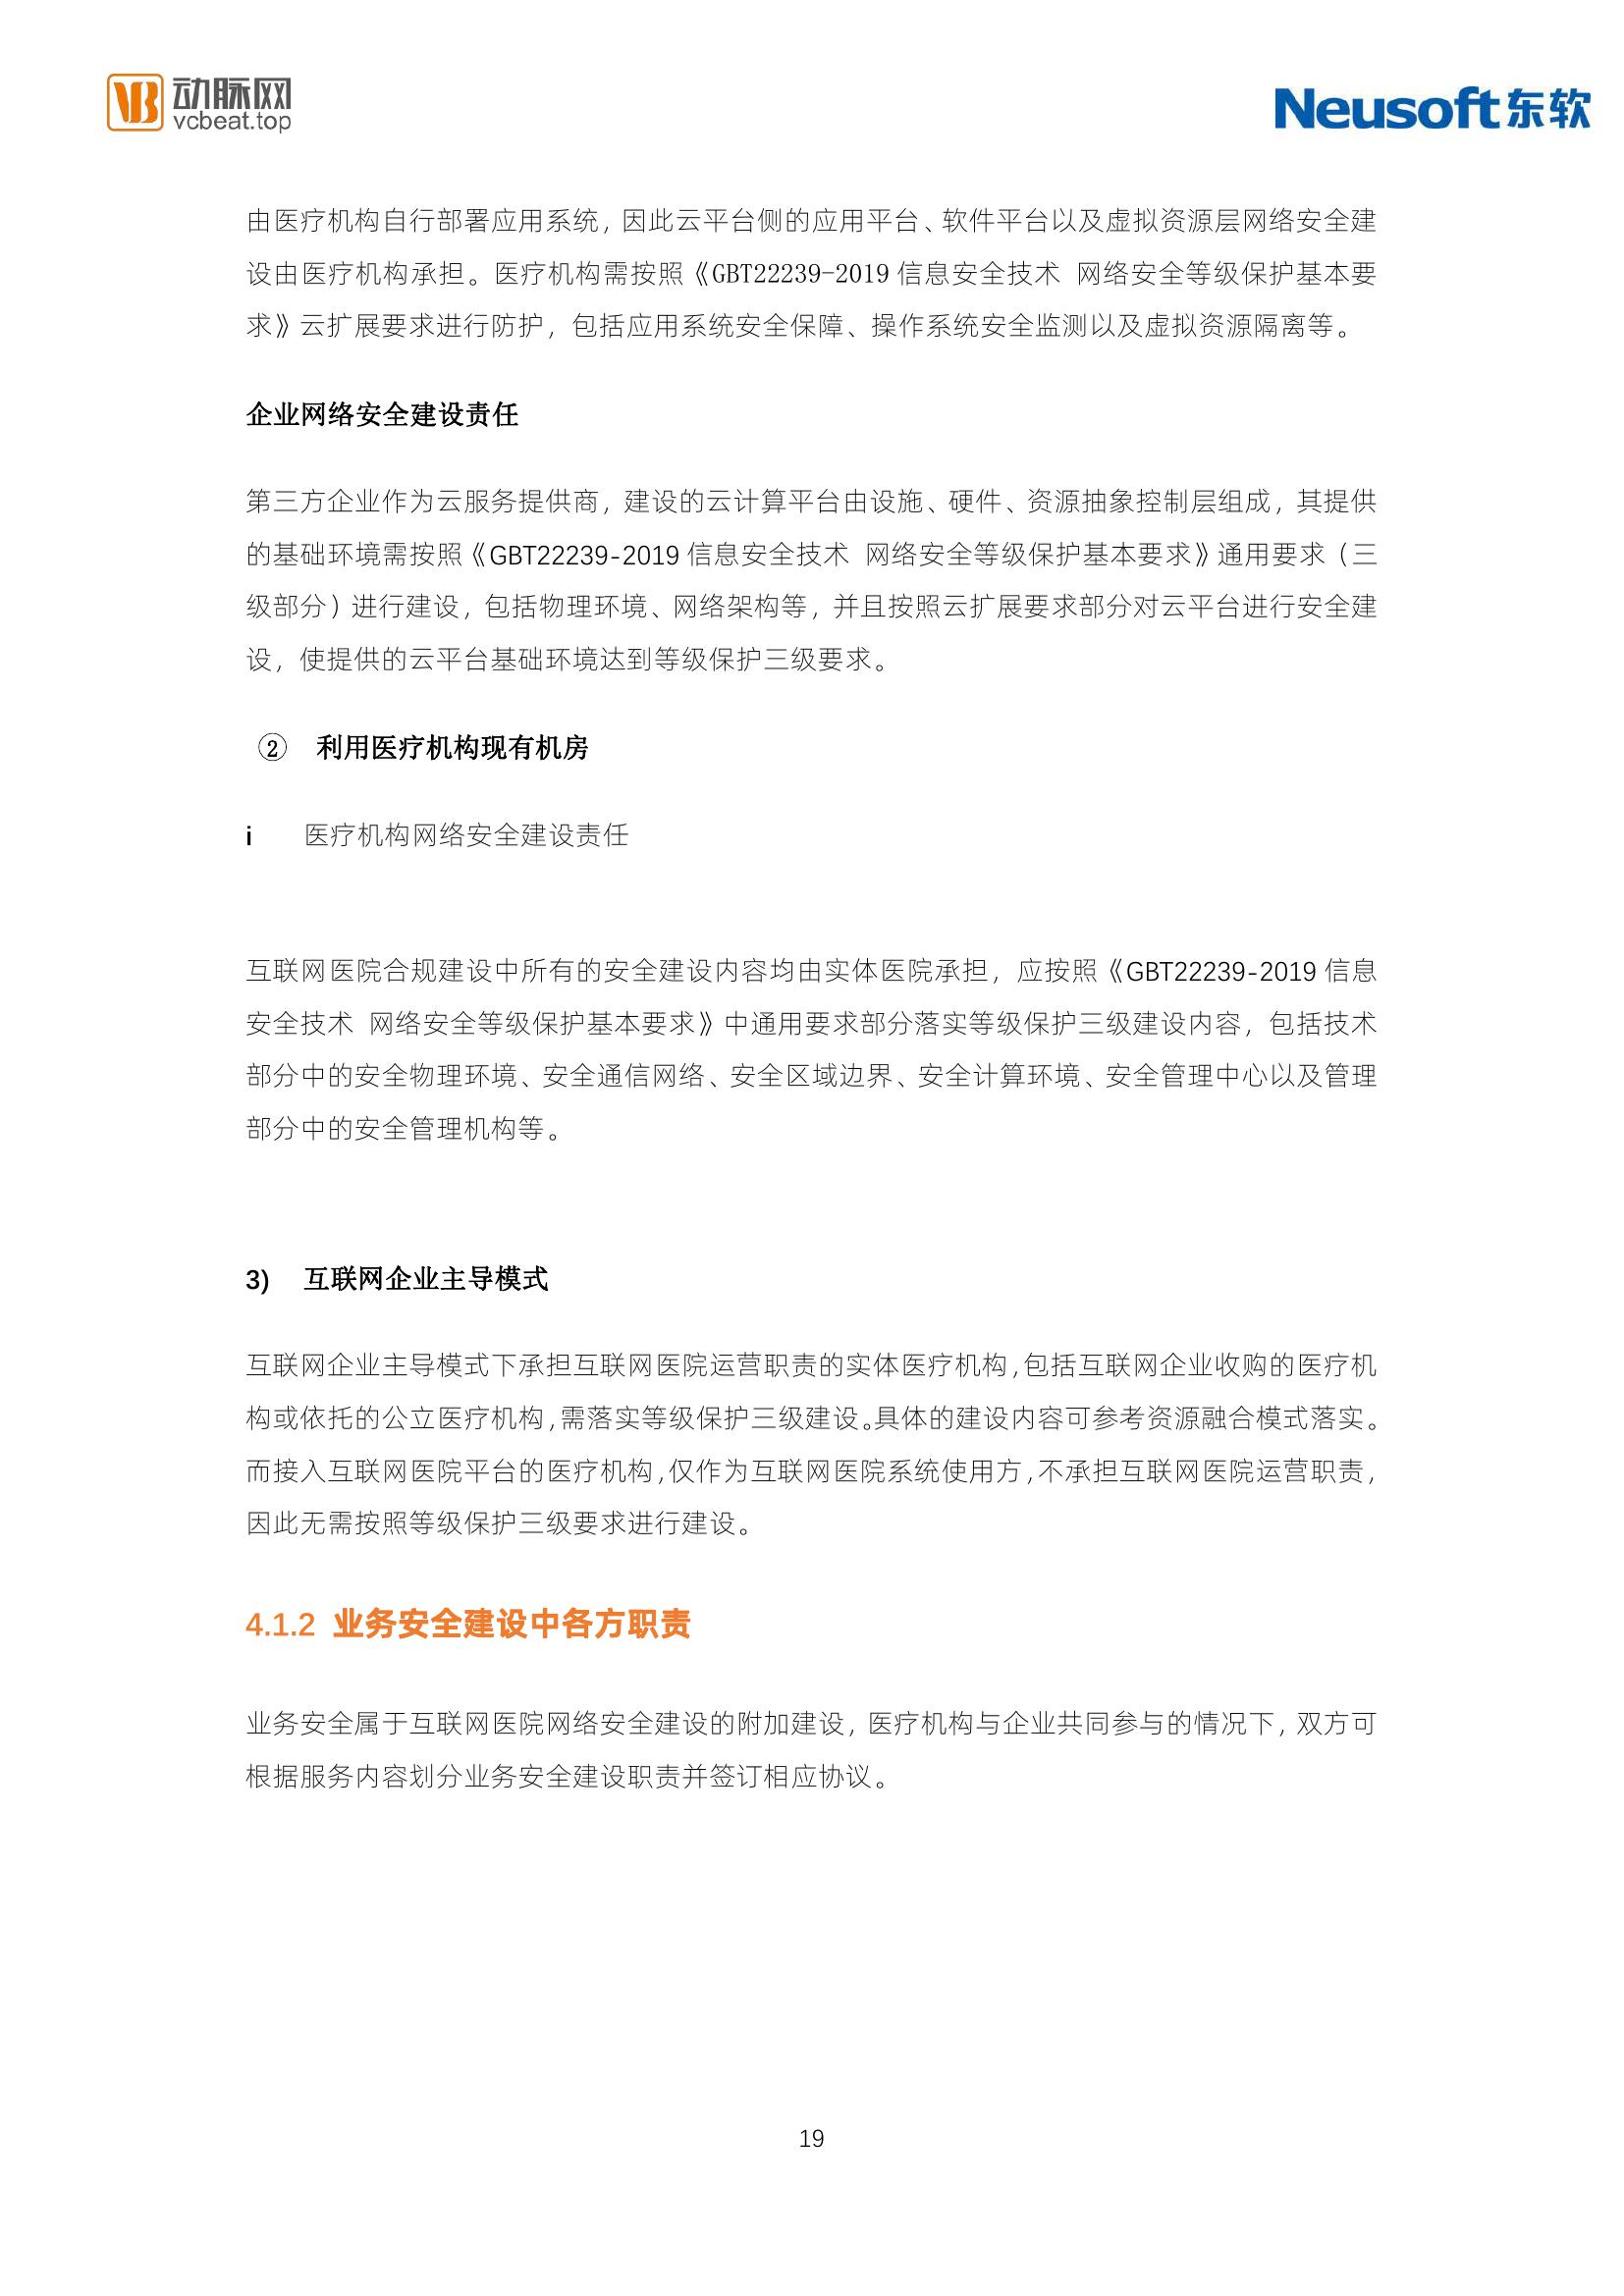 动脉网
vcbeat.top
Neusoft东软
由医疗机构自行部署应用系统，因此云平台侧的应用平台、软件平台以及虚拟资源层网络安全建
设由医疗机构承担。医疗机构需按照《GBT22239-2019 信息安全技术 网络安全等级保护基本要
求》云扩展要求进行防护，包括应用系统安全保障、操作系统安全监测以及虚拟资源隔离等。
企业网络安全建设责任
第三方企业作为云服务提供商，建设的云计算平台由设施、硬件、资源抽象控制层组成，其提供
的基础环境需按照《GBT22239-2019 信息安全技术 网络安全等级保护基本要求》通用要求（三
级部分）进行建设，包括物理环境、网络架构等，并且按照云扩展要求部分对云平台进行安全建
设，使提供的云平台基础环境达到等级保护三级要求。
② 利用医疗机构现有机房
i 医疗机构网络安全建设责任
互联网医院合规建设中所有的安全建设内容均由实体医院承担，应按照《GBT22239-2019 信息
安全技术 网络安全等级保护基本要求》中通用要求部分落实等级保护三级建设内容，包括技术
部分中的安全物理环境、安全通信网络、安全区域边界、安全计算环境、安全管理中心以及管理
部分中的安全管理机构等。
3) 互联网企业主导模式
互联网企业主导模式下承担互联网医院运营职责的实体医疗机构，包括互联网企业收购的医疗机
构或依托的公立医疗机构，需落实等级保护三级建设。具体的建设内容可参考资源融合模式落实。
而接入互联网医院平台的医疗机构，仅作为互联网医院系统使用方，不承担互联网医院运营职责，
因此无需按照等级保护三级要求进行建设。
4.1.2 业务安全建设中各方职责
业务安全属于互联网医院网络安全建设的附加建设，医疗机构与企业共同参与的情况下，双方可
根据服务内容划分业务安全建设职责并签订相应协议。
19